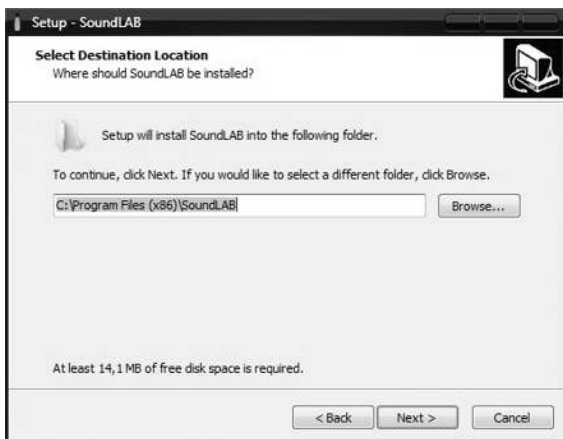 Setup - SoundLAB
Select Destination Location
Where should SoundLAB be installed?
Setup will install SoundLAB into the following folder.
To continue, click Next. If you would like to select a different folder, click Browse.
C:\Program Files (x86)\SoundLAB
Browse...
At least 14,1 MB of free disk space is required.
< Back
Next >
Cancel